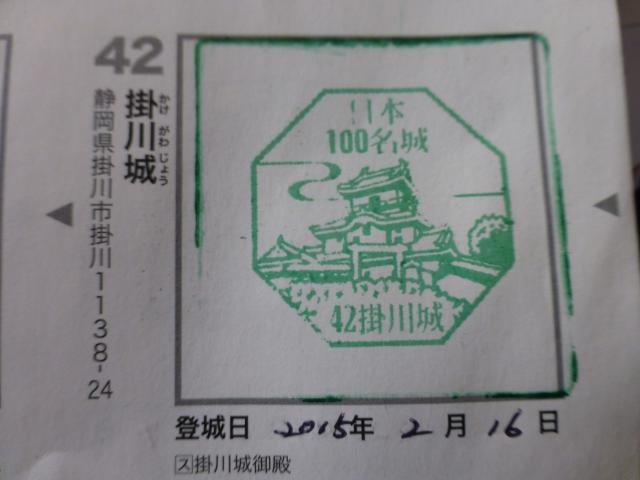 42
掛川城
かけがわじょう
静岡県掛川市掛川1138-24
日本
100名城
42掛川城
登城日 2015年 2月 16日
ス掛川城御殿